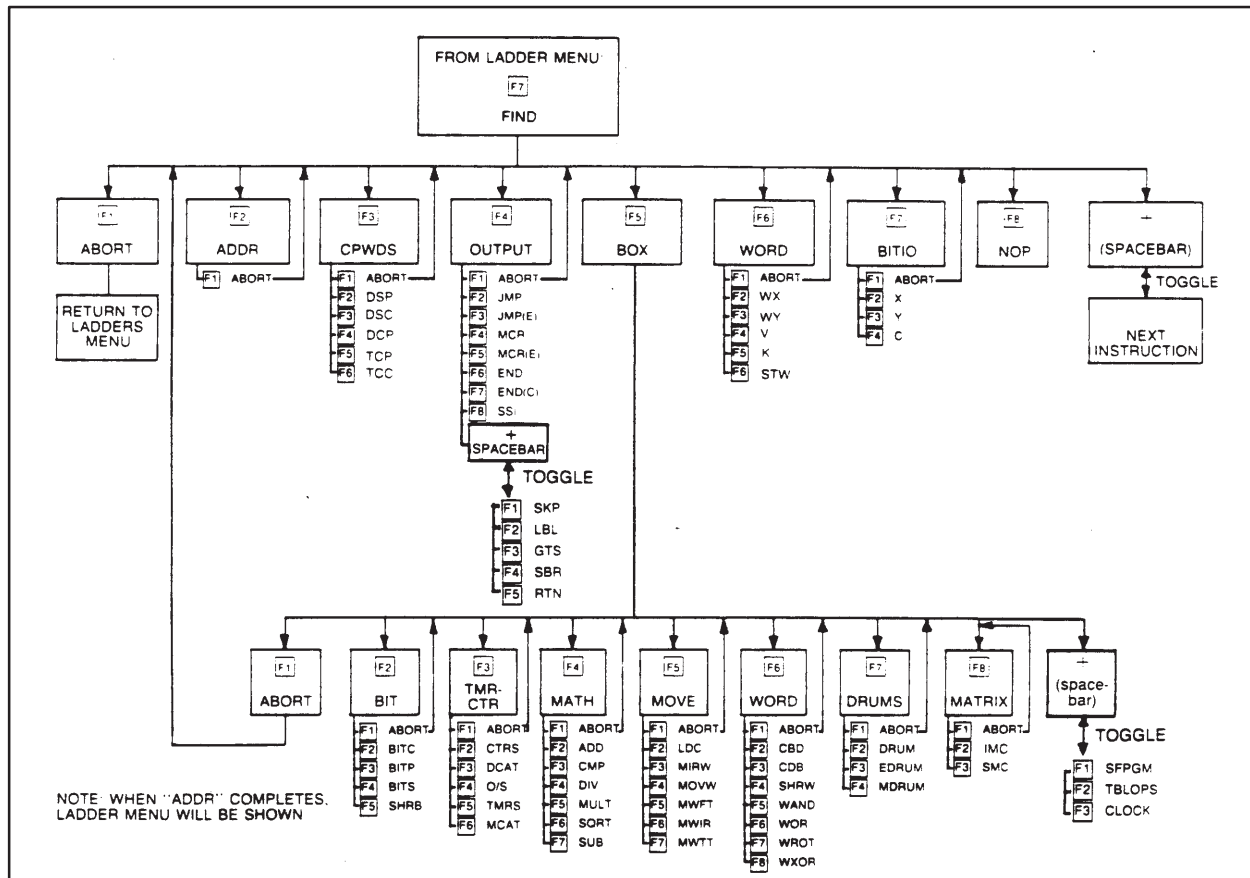 FROM LADDER MENU:
F7
FIND
F1
ABORT
RETURN TO
LADDERS
MENU
F2
ADDR
F1 ABORT
F3
CPWDS
F1 ABORT
F2 DSP
F3 DSC
F4 DCP
F5 TCP
F6 TCC
F4
OUTPUT
F1 ABORT
F2 JMP
F3 JMP(E)
F4 MCR
F5 MCR(E)
F6 END
F7 END(C)
F8 SSI
+
SPACEBAR
TOGGLE
F1 SKP
F2 LBL
F3 GTS
F4 SBR
F5 RTN
F5
BOX
F6
WORD
F1 ABORT
F2 WX
F3 WY
F4 V
F5 K
F6 STW
F7
BITIO
F1 ABORT
F2 X
F3 Y
F4 C
F8
NOP
+
(SPACEBAR)
TOGGLE
NEXT
INSTRUCTION
F1
ABORT
F2
BIT
F1 ABORT
F2 BITC
F3 BITP
F4 BITS
F5 SHRB
F3
TMR-
CTR
F1 ABORT
F2 CTRS
F3 DCAT
F4 O/S
F5 TMRS
F6 MCAT
F4
MATH
F1 ABORT
F2 ADD
F3 CMP
F4 DIV
F5 MULT
F6 SQRT
F7 SUB
F5
MOVE
F1 ABORT
F2 LDC
F3 MIRW
F4 MOVW
F5 MWFT
F6 MWIR
F7 MWTT
F6
WORD
F1 ABORT
F2 CBD
F3 CDB
F4 SHRW
F5 WAND
F6 WOR
F7 WROT
F8 WXOR
F7
DRUMS
F1 ABORT
F2 DRUM
F3 EDRUM
F4 MDRUM
F8
MATRIX
F1 ABORT
F2 IMC
F3 SMC
+
(space-
bar)
TOGGLE
F1 SFPGM
F2 TBLOPS
F3 CLOCK
NOTE: WHEN "ADDR" COMPLETES,
LADDER MENU WILL BE SHOWN